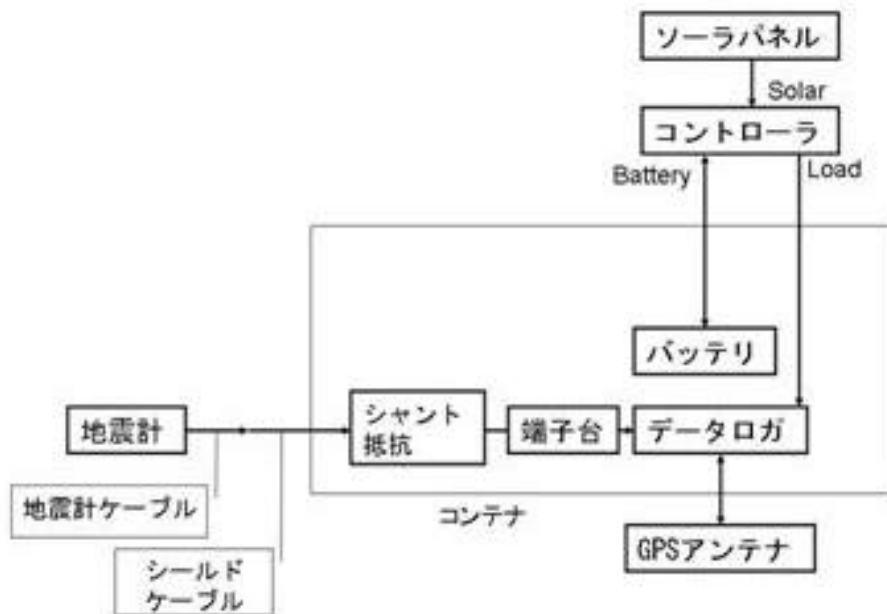 ソーラパネル
Solar
コントローラ
Battery
Load
バッテリ
地震計
シャント
抵抗
端子台
データロガ
地震計ケーブル
コンテナ
シールド
ケーブル
GPSアンテナ